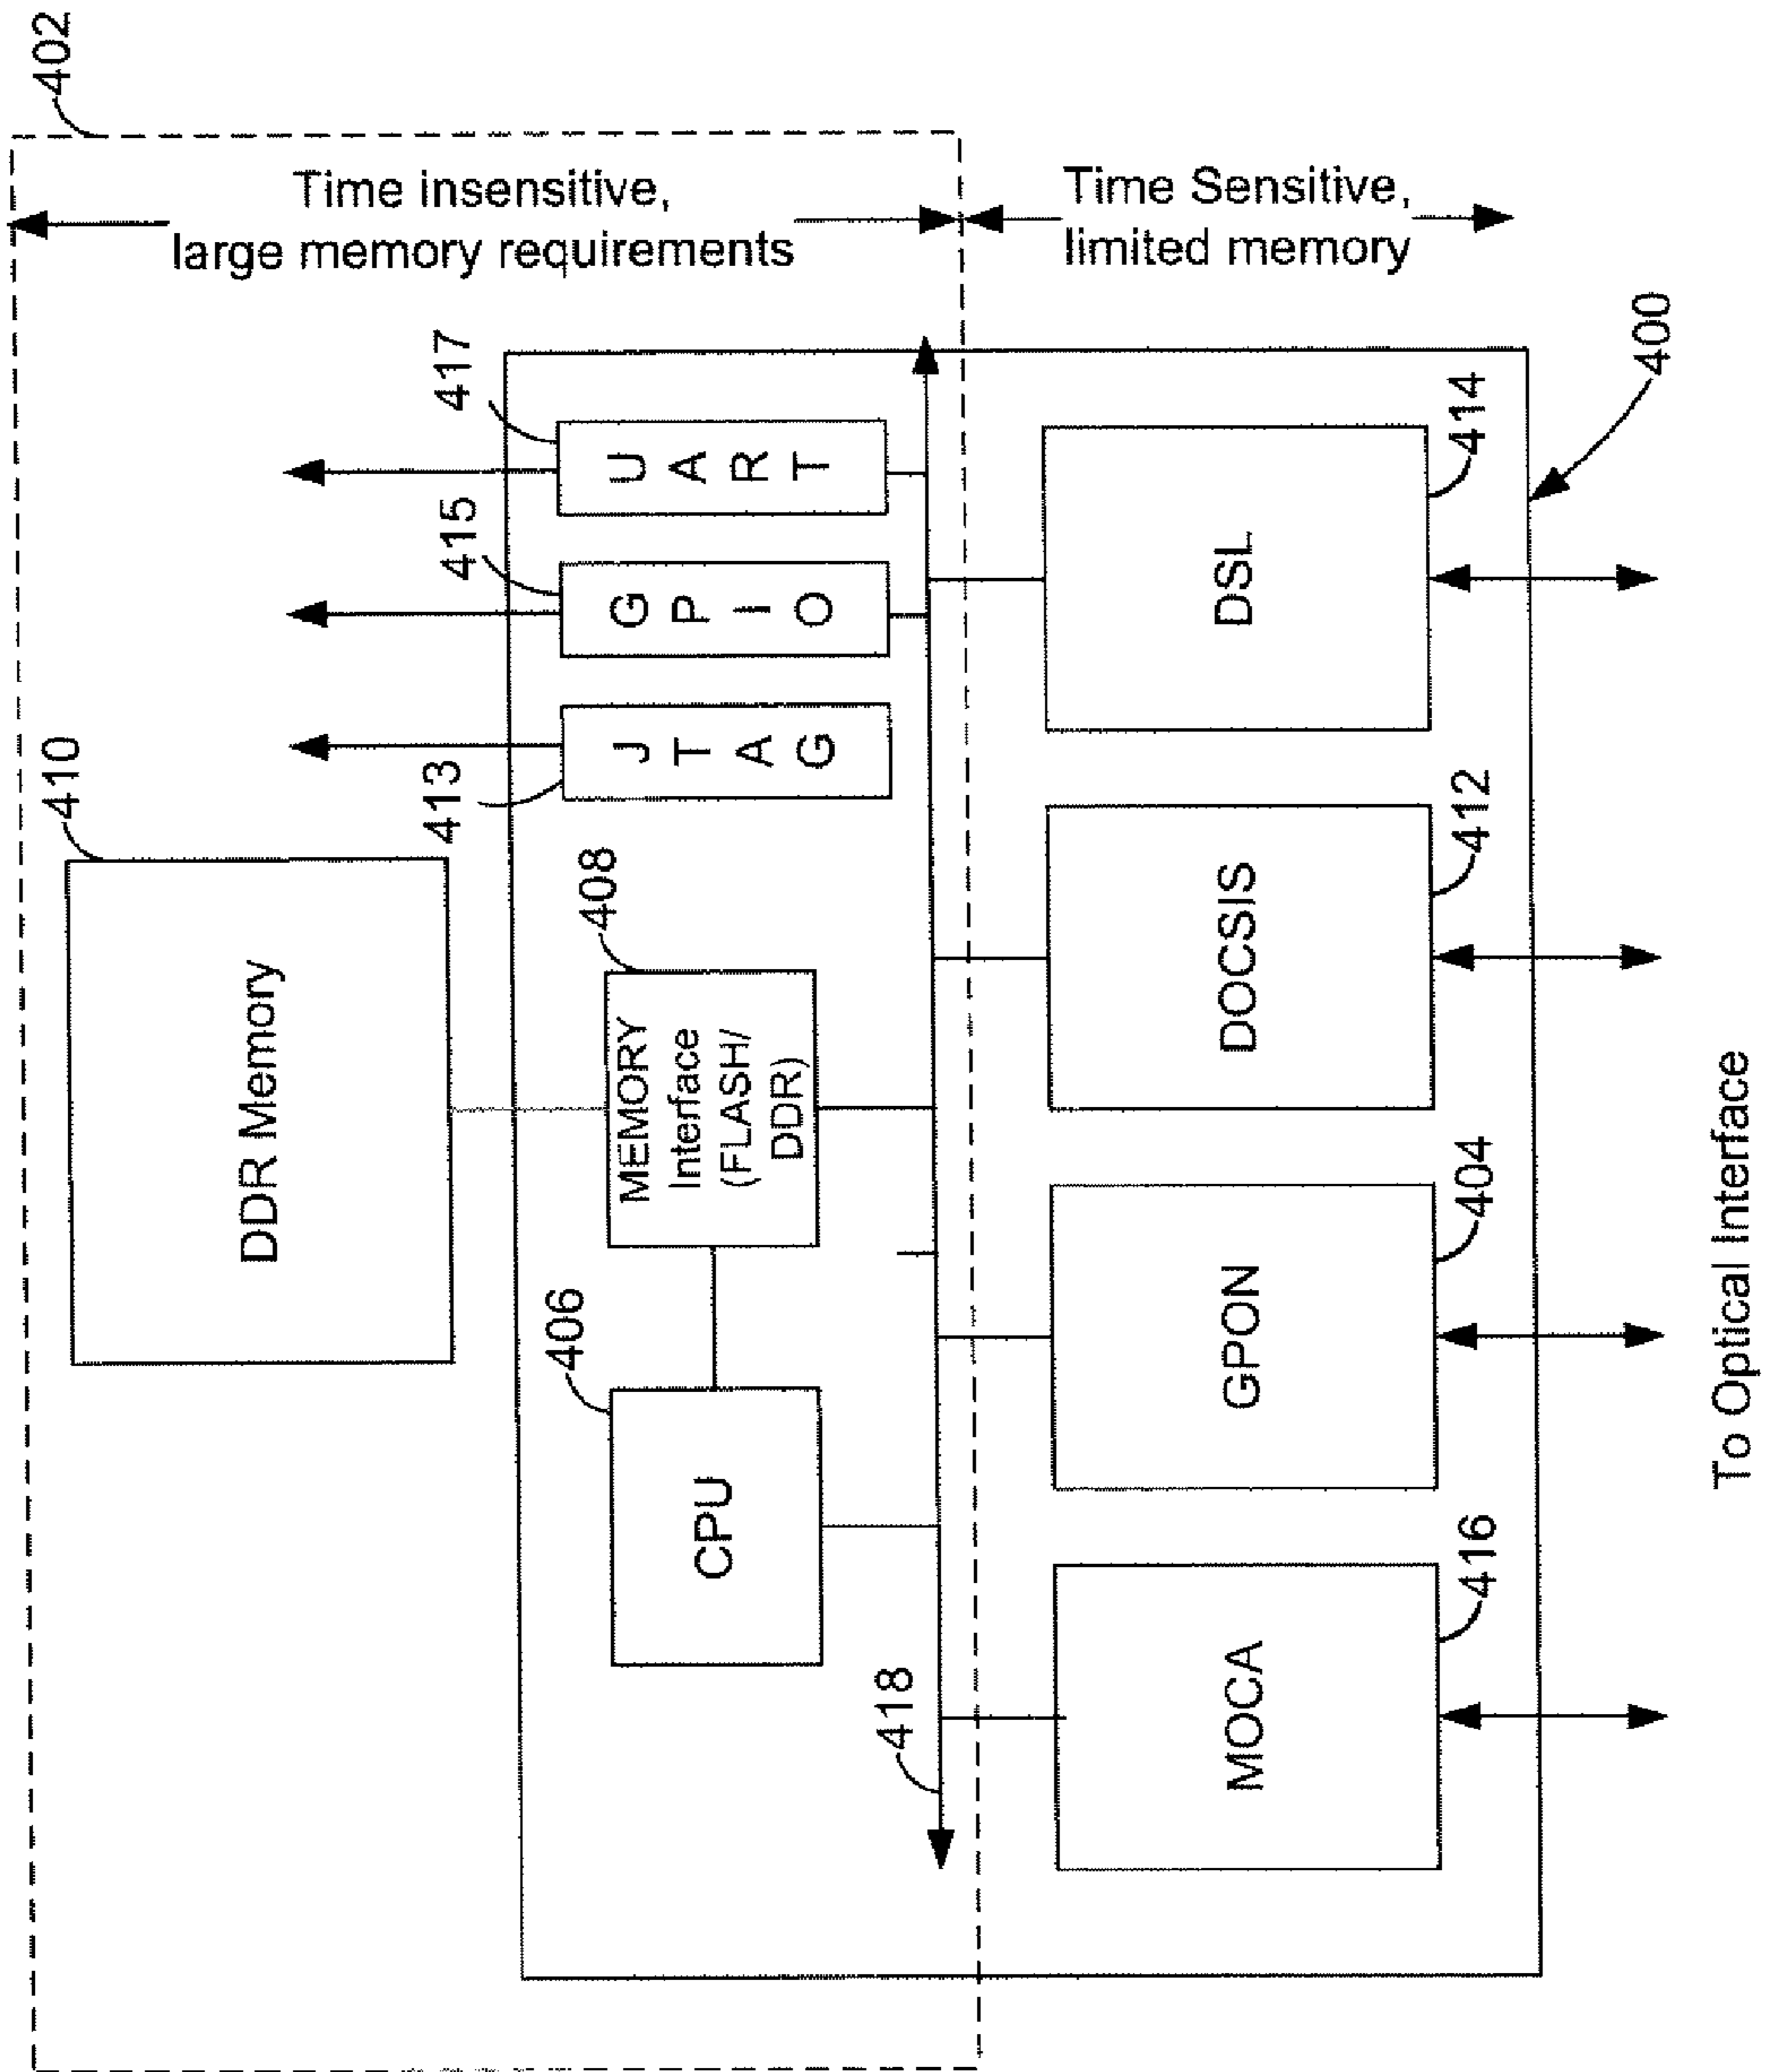 402
Time insensitive,
large memory requirements
Time Sensitive,
limited memory
410
DDR Memory
417
U A R T
415
G P I O
413
J T A G
408
MEMORY
Interface
(FLASH/
DDR)
406
CPU
418
400
MOCA
416
GPON
404
DOCSIS
412
DSL
414
To Optical Interface